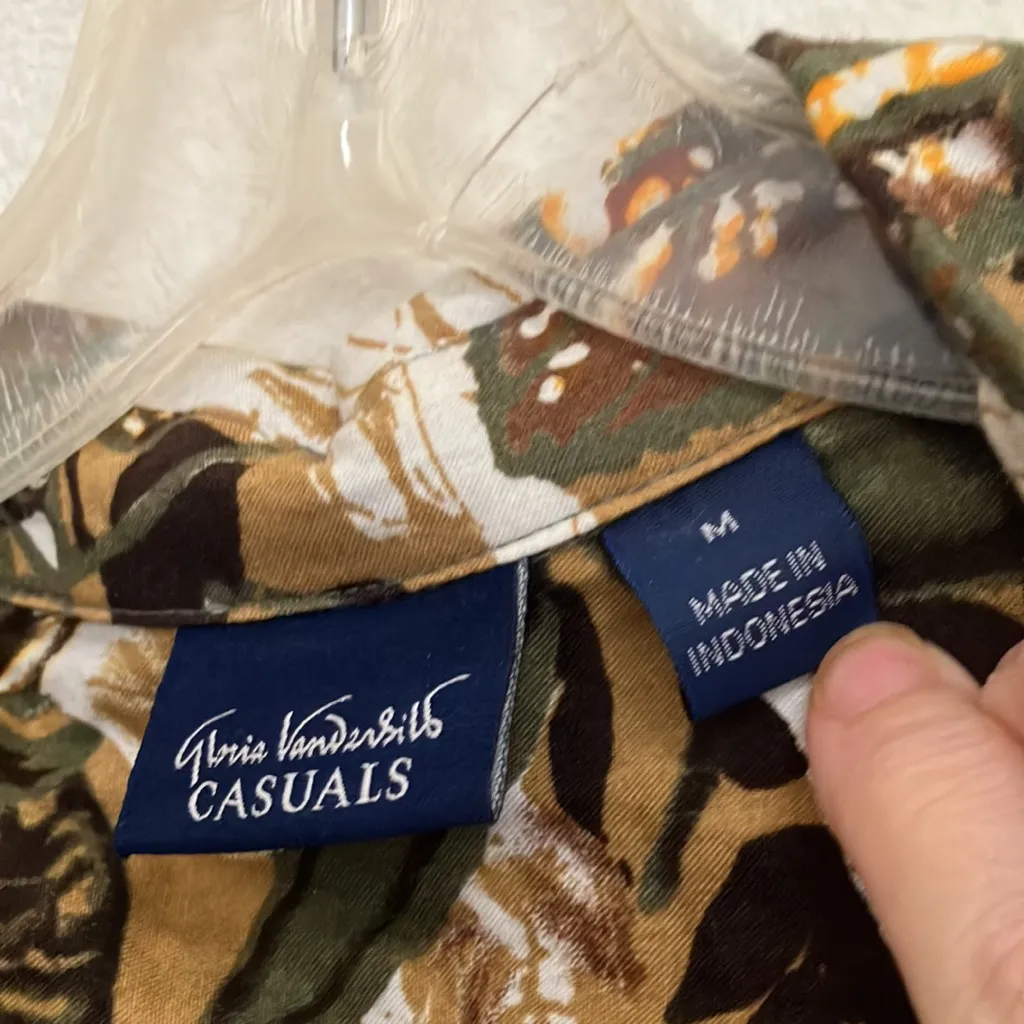 Gloria Vanderbilt
CASUALS
M
MADE IN
INDONESIA